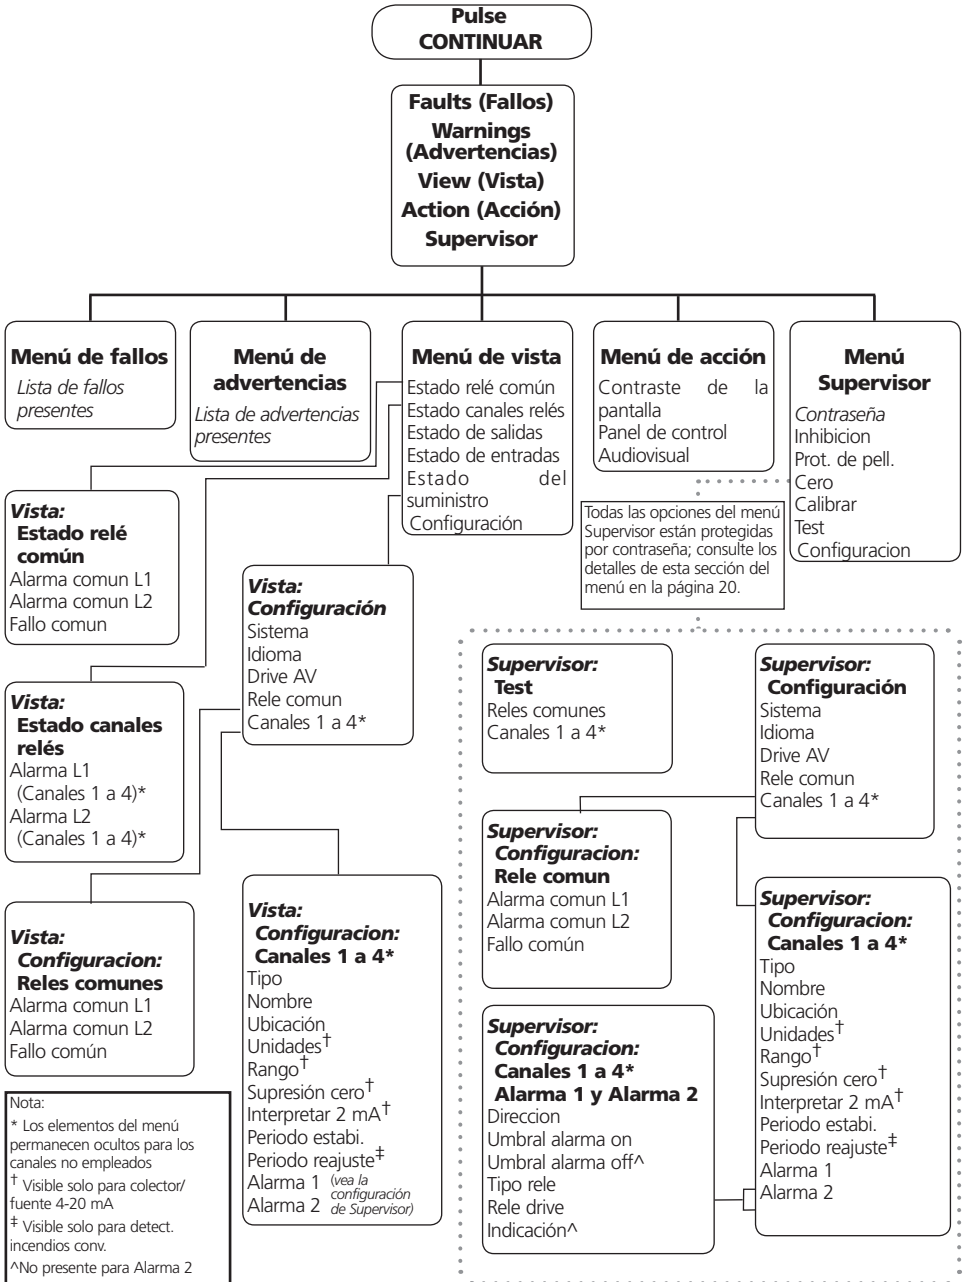 Pulse
CONTINUAR
Faults (Fallos)
Warnings
(Advertencias)
View (Vista)
Action (Acción)
Supervisor
Menú de fallos
Lista de fallos
presentes
Menú de
advertencias
Lista de advertencias
presentes
Menú de vista
Estado relé común
Estado canales relés
Estado de salidas
Estado de entradas
Estado del
suministro
Configuración
Menú de acción
Contraste de la
pantalla
Panel de control
Audiovisual
Menú
Supervisor
Contraseña
Inhibicion
Prot. de pell.
Cero
Calibrar
Test
Configuracion
Todas las opciones del menú
Supervisor están protegidas
por contraseña; consulte los
detalles de esta sección del
menú en la página 20.
Vista:
Estado relé
común
Alarma comun L1
Alarma comun L2
Fallo comun
Vista:
Configuración
Sistema
Idioma
Drive AV
Rele comun
Canales 1 a 4*
Vista:
Estado canales
relés
Alarma L1
(Canales 1 a 4)*
Alarma L2
(Canales 1 a 4)*
Vista:
Configuracion:
Reles comunes
Alarma comun L1
Alarma comun L2
Fallo común
Vista:
Configuracion:
Canales 1 a 4*
Tipo
Nombre
Ubicación
Unidades†
Rango†
Supresión cero†
Interpretar 2 mA†
Periodo estabi.
Periodo reajuste‡
Alarma 1 (vea la
configuración
Alarma 2 de Supervisor)
Supervisor:
Test
Reles comunes
Canales 1 a 4*
Supervisor:
Configuración
Sistema
Idioma
Drive AV
Rele comun
Canales 1 a 4*
Supervisor:
Configuracion:
Rele comun
Alarma comun L1
Alarma comun L2
Fallo común
Supervisor:
Configuracion:
Canales 1 a 4*
Tipo
Nombre
Ubicación
Unidades†
Rango†
Supresión cero†
Interpretar 2 mA†
Periodo estabi.
Periodo reajuste‡
Alarma 1
Alarma 2
Supervisor:
Configuracion:
Canales 1 a 4*
Alarma 1 y Alarma 2
Direccion
Umbral alarma on
Umbral alarma off^
Tipo rele
Rele drive
Indicación^
Nota:
* Los elementos del menú
permanecen ocultos para los
canales no empleados
† Visible solo para colector/
fuente 4-20 mA
‡ Visible solo para detect.
incendios conv.
^No presente para Alarma 2